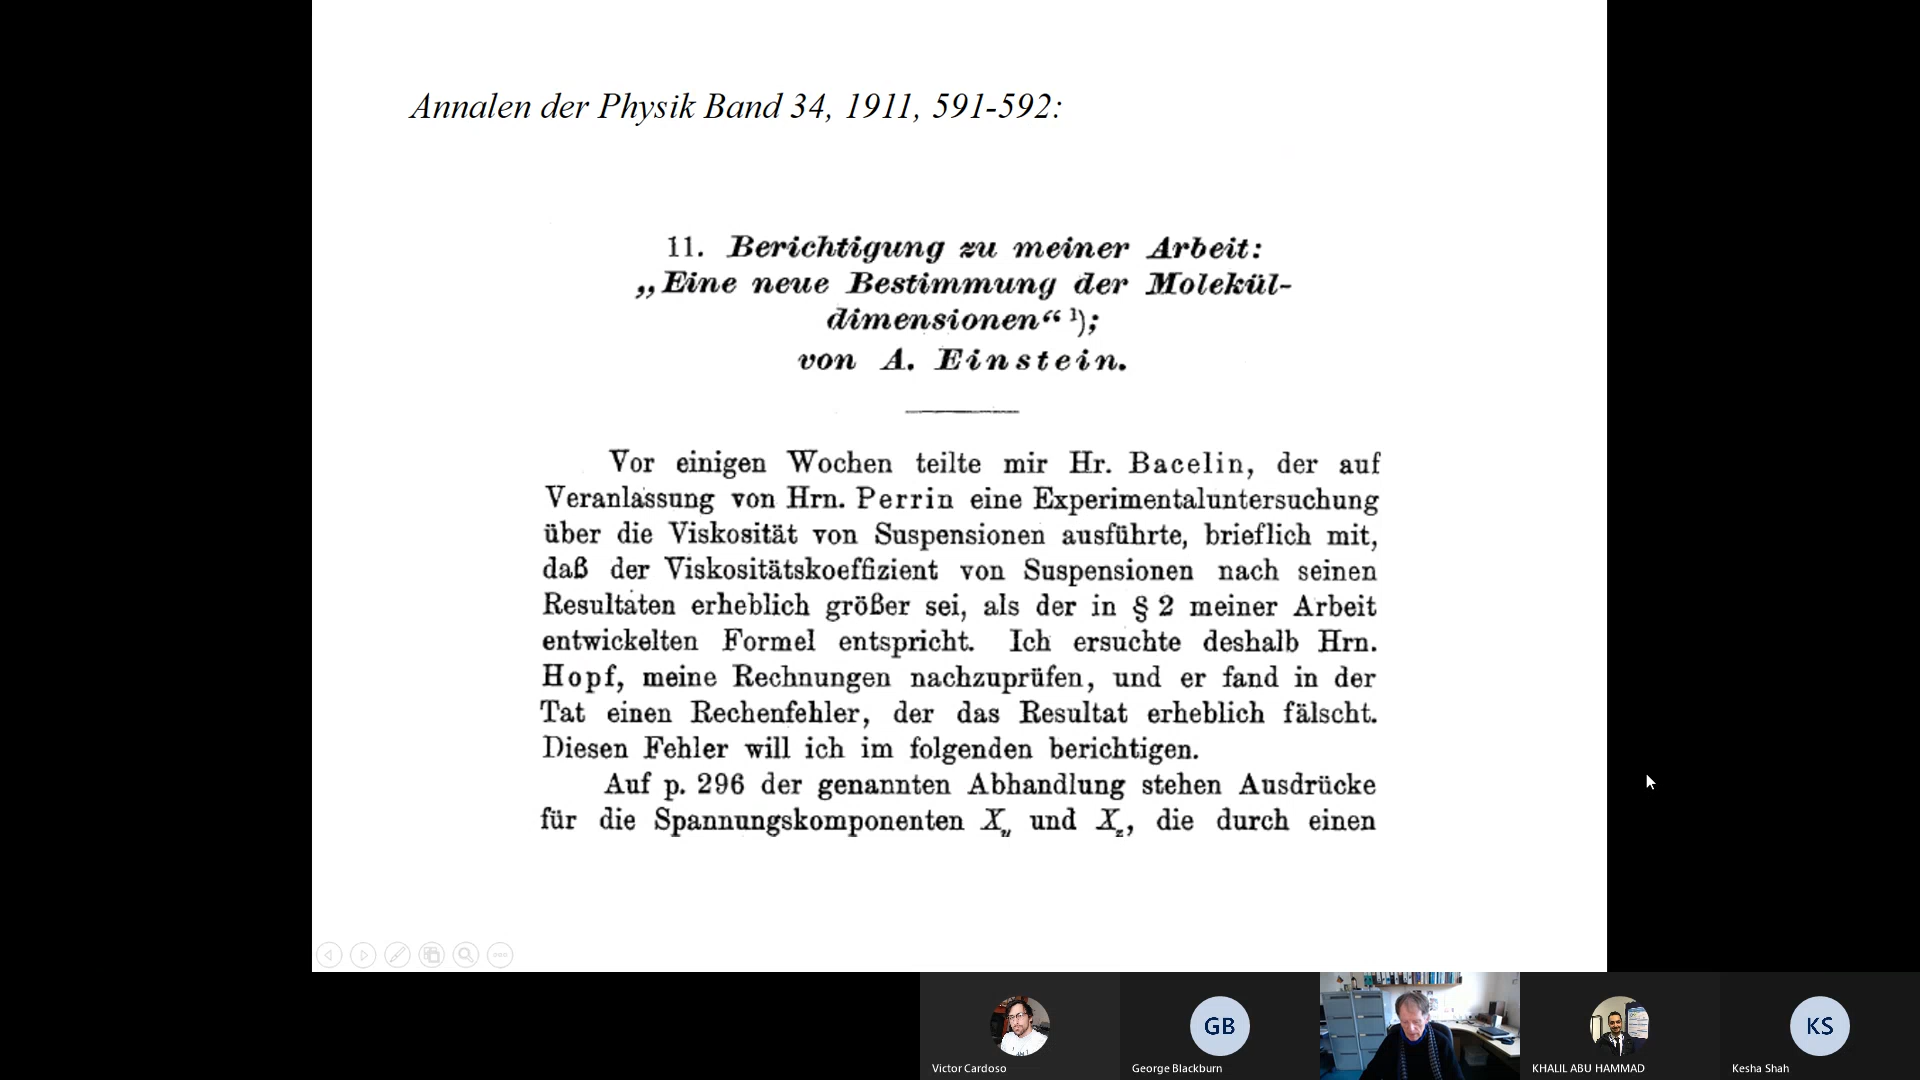 Annalen der Physik Band 34, 1911, 591-592:
11. Berichtigung zu meiner Arbeit:
„Eine neue Bestimmung der Molekül-
dimensionen“ ¹);
von A. Einstein.
Vor einigen Wochen teilte mir Hr. Bacelin, der auf
Veranlassung von Hrn. Perrin eine Experimentaluntersuchung
über die Viskosität von Suspensionen ausführte, brieflich mit,
daß der Viskositätskoeffizient von Suspensionen nach seinen
Resultaten erheblich größer sei, als der in § 2 meiner Arbeit
entwickelten Formel entspricht. Ich ersuchte deshalb Hrn.
Hopf, meine Rechnungen nachzuprüfen, und er fand in der
Tat einen Rechenfehler, der das Resultat erheblich fälscht.
Diesen Fehler will ich im folgenden berichtigen.
Auf p. 296 der genannten Abhandlung stehen Ausdrücke
für die Spannungskomponenten X_y und X_z, die durch einen
GB
KS
Victor Cardoso
George Blackburn
KHALIL ABU HAMMAD
Kesha Shah